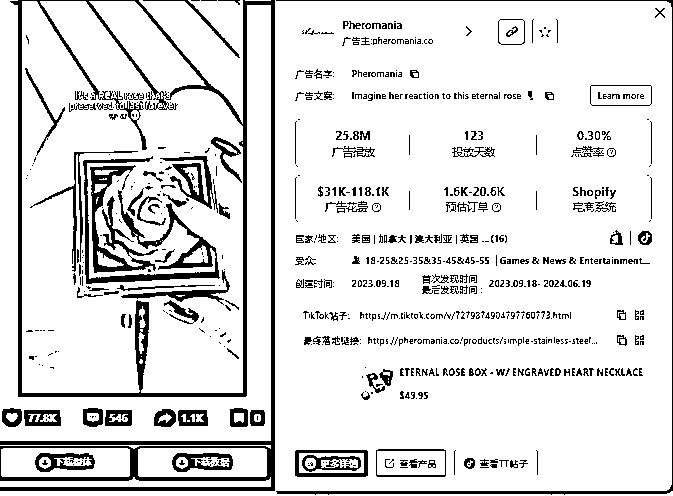 It's a REAL rose that's
preserved to last forever
77.8K
546
1.1K
0
下载媒体
下载数据
Pheromania
广告主:pheromania.co
广告名字: Pheromania
广告文案: Imagine her reaction to this eternal rose
Learn more
25.8M
广告播放
123
投放天数
0.30%
点赞率
$31K-118.1K
广告花费
1.6K-20.6K
预估订单
Shopify
电商系统
国家/地区: 美国 | 加拿大 | 澳大利亚 | 英国 ...(16)
受众: 18-25&25-35&35-45&45-55 | Games & News & Entertainment...
创建时间: 2023.09.18
首次发现时间
最后发现时间 : 2023.09.18- 2024.06.19
TikTok帖子: https://m.tiktok.com/v/7279874904797760773.html
最终落地链接: https://pheromania.co/products/simple-stainless-steel...
ETERNAL ROSE BOX - W/ ENGRAVED HEART NECKLACE
$49.95
更多详情
查看产品
查看TT帖子